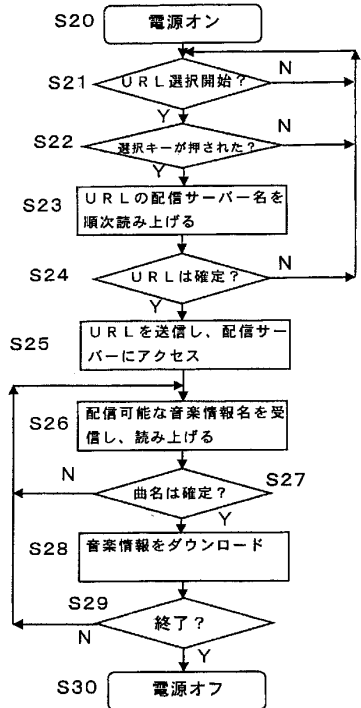 S20
電源オン
S21
URL選択開始?
N
Y
S22
選択キーが押された?
N
Y
S23
URLの配信サーバー名を
順次読み上げる
S24
URLは確定?
N
Y
S25
URLを送信し、配信サー
バーにアクセス
S26
配信可能な音楽情報名を受
信し、読み上げる
N
曲名は確定?
S27
Y
S28
音楽情報をダウンロード
S29
終了?
N
Y
S30
電源オフ